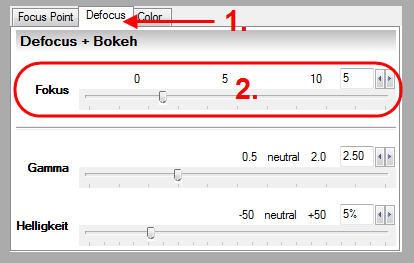 Focus Point Defocus Color 1.
Defocus + Bokeh
0 5 10 5
Fokus 2.
0.5 neutral 2.0 2.50
Gamma
-50 neutral +50 5%
Helligkeit